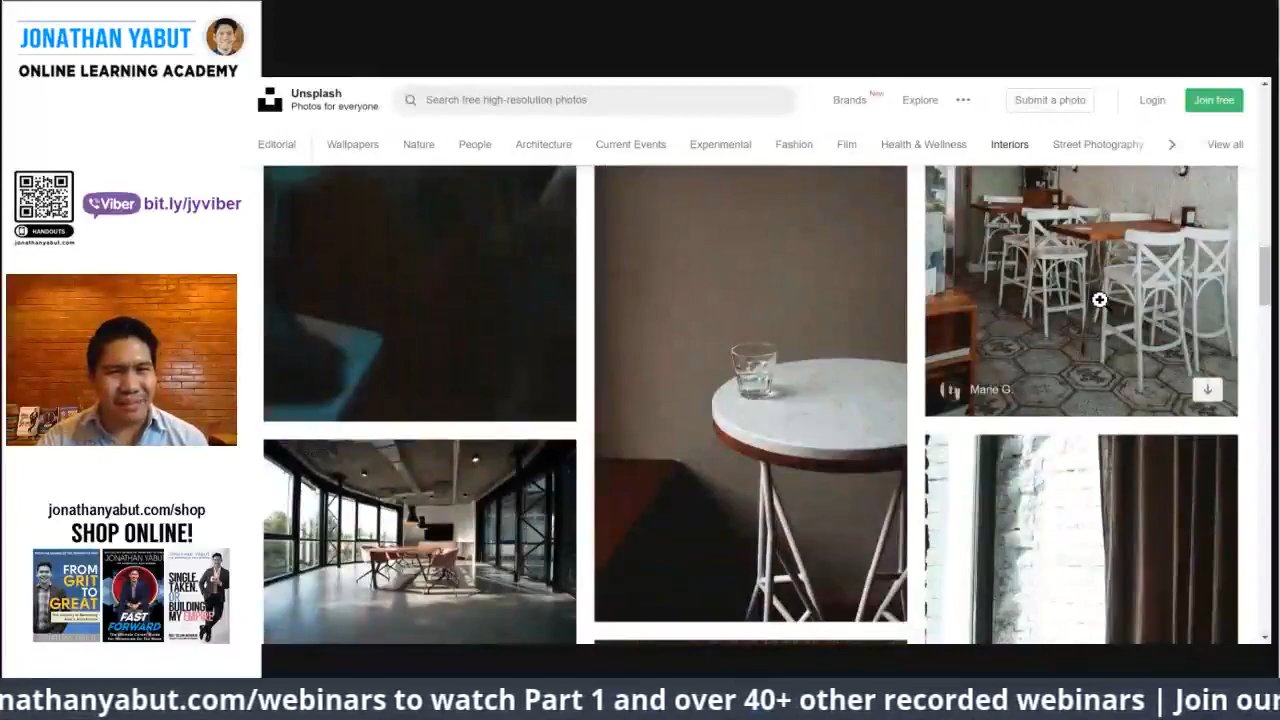 JONATHAN YABUT
ONLINE LEARNING ACADEMY
HANDOUTS
jonathanyabut.com
Viber bit.ly/jyviber
jonathanyabut.com/shop
SHOP ONLINE!
FROM
GRIT
TO
GREAT
JONATHAN YABUT
FAST
FORWARD
SINGLE.
TAKEN.
BUILDING
MY EMPIRE
Unsplash
Photos for everyone
Search free high-resolution photos
Brands New Explore ••• Submit a photo Login Join free
Editorial Wallpapers Nature People Architecture Current Events Experimental Fashion Film Health & Wellness Interiors Street Photography View all
Marie G.
nathanyabut.com/webinars to watch Part 1 and over 40+ other recorded webinars | Join our